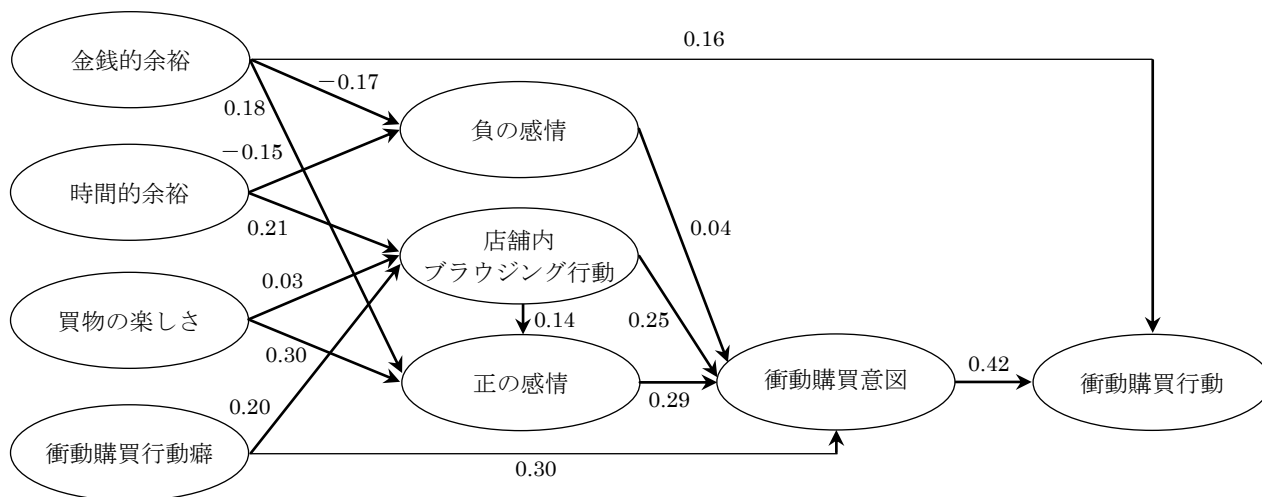 金銭的余裕
0.16
−0.17
0.18
負の感情
−0.15
時間的余裕
0.21
店舗内
ブラウジング行動
0.04
0.03
買物の楽しさ
0.14
0.25
0.30
正の感情
0.29
衝動購買意図
0.42
衝動購買行動
0.20
衝動購買行動癖
0.30